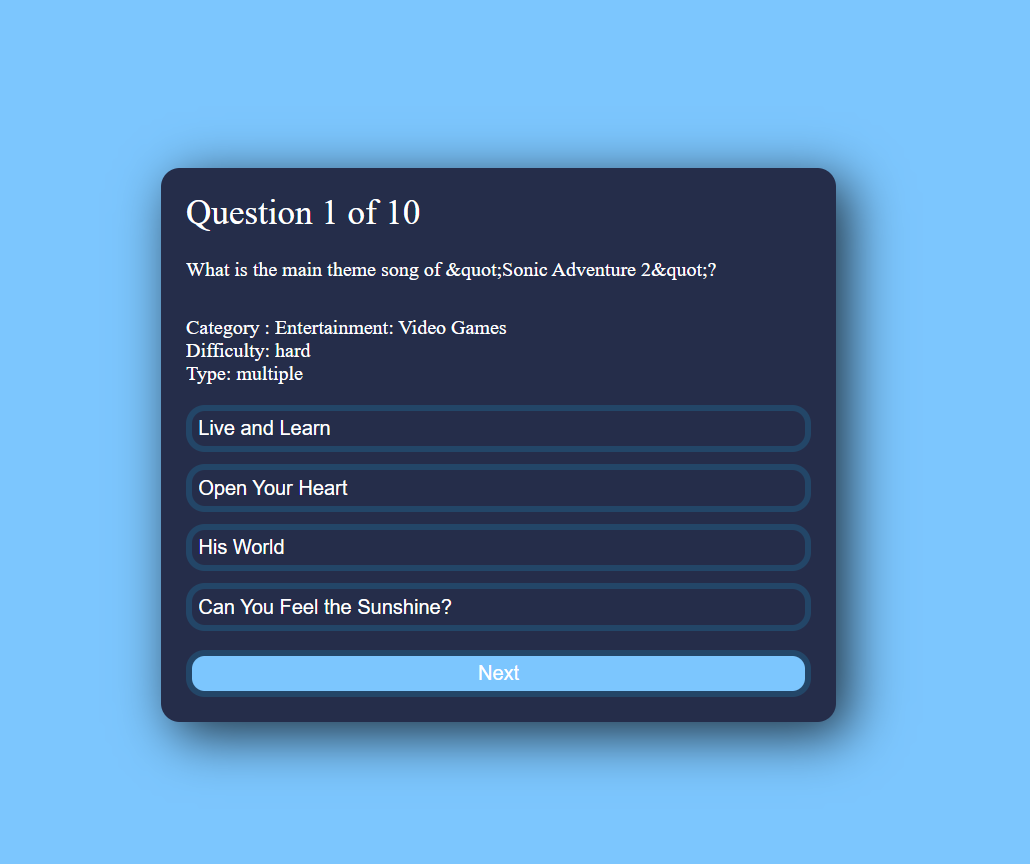 Question 1 of 10
What is the main theme song of &quot;Sonic Adventure 2&quot;?
Category : Entertainment: Video Games
Difficulty: hard
Type: multiple
Live and Learn
Open Your Heart
His World
Can You Feel the Sunshine?
Next